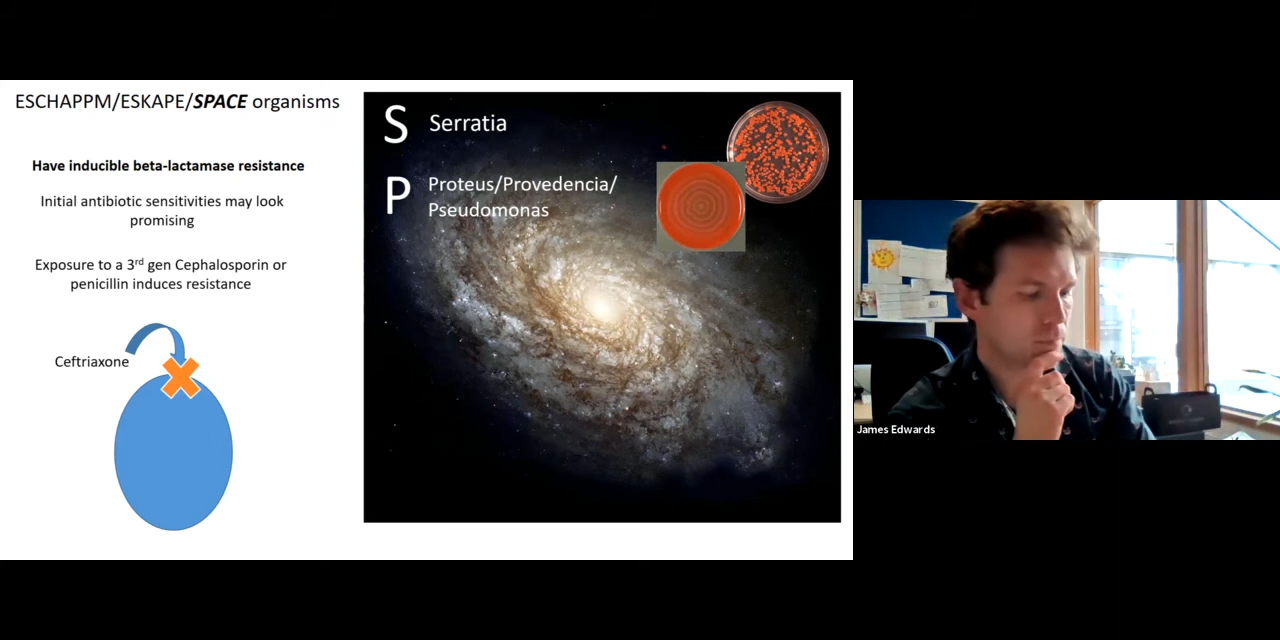 ESCHAPPM/ESKAPE/SPACE organisms
Have inducible beta-lactamase resistance
Initial antibiotic sensitivities may look
promising
Exposure to a 3rd gen Cephalosporin or
penicillin induces resistance
Ceftriaxone
S Serratia
P Proteus/Provedencia/
Pseudomonas
James Edwards